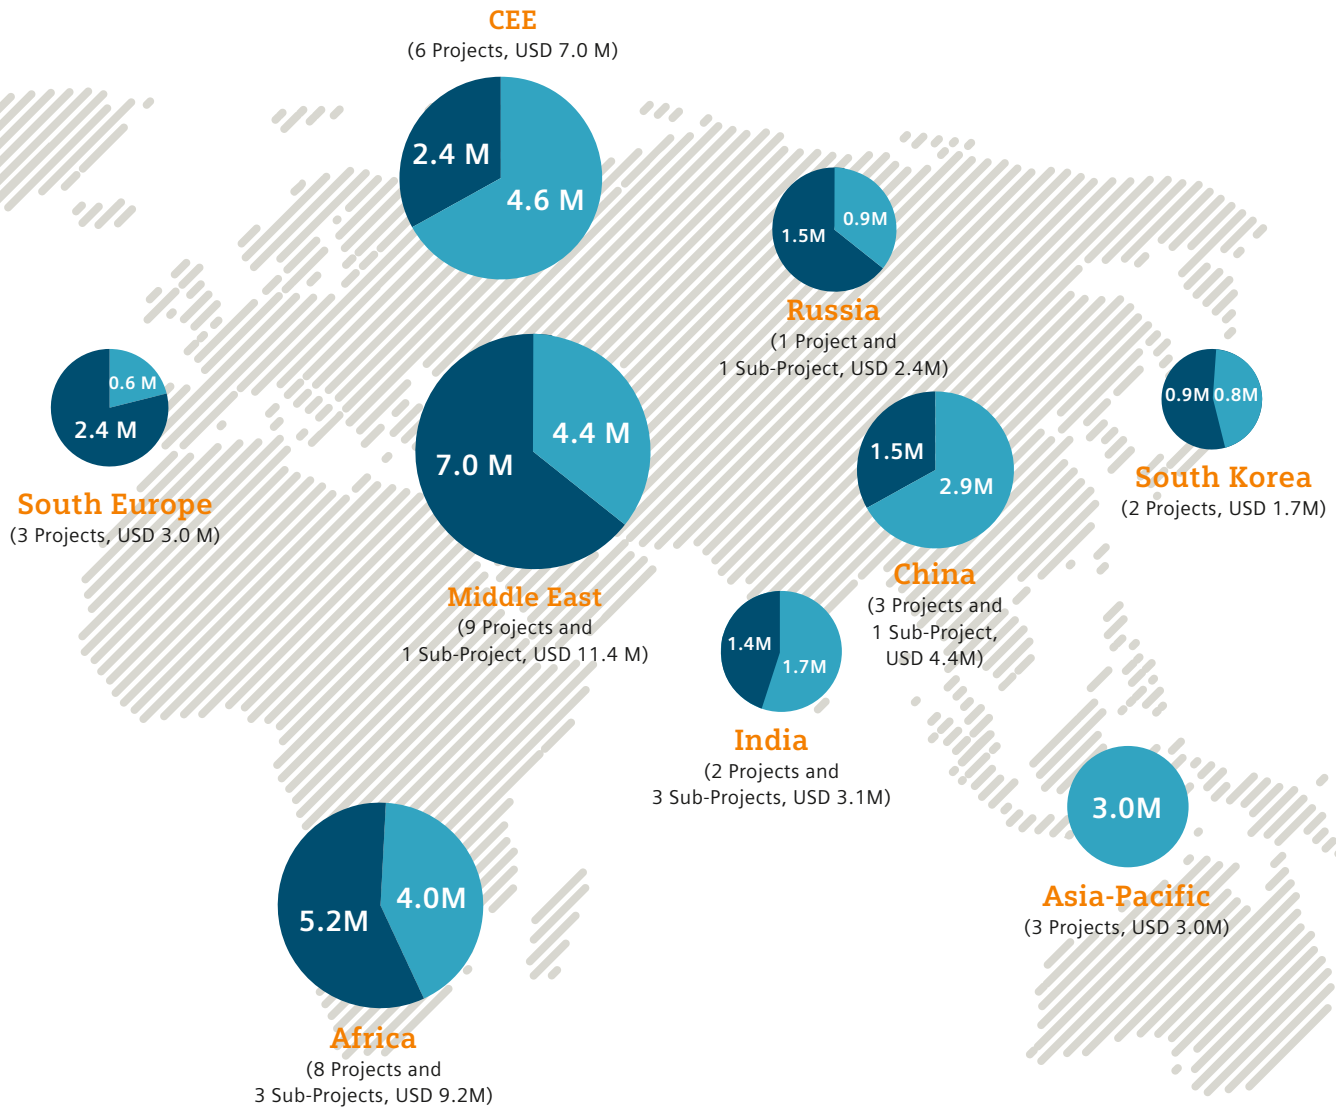 CEE
(6 Projects, USD 7.0 M)
2.4 M
4.6 M
0.9M
1.5M
Russia
(1 Project and
1 Sub-Project, USD 2.4M)
0.6 M
2.4 M
South Europe
(3 Projects, USD 3.0 M)
4.4 M
7.0 M
Middle East
(9 Projects and
1 Sub-Project, USD 11.4 M)
1.5M
2.9M
China
(3 Projects and
1 Sub-Project,
USD 4.4M)
0.9M 0.8M
South Korea
(2 Projects, USD 1.7M)
1.4M
1.7M
India
(2 Projects and
3 Sub-Projects, USD 3.1M)
3.0M
Asia-Pacific
(3 Projects, USD 3.0M)
4.0M
5.2M
Africa
(8 Projects and
3 Sub-Projects, USD 9.2M)